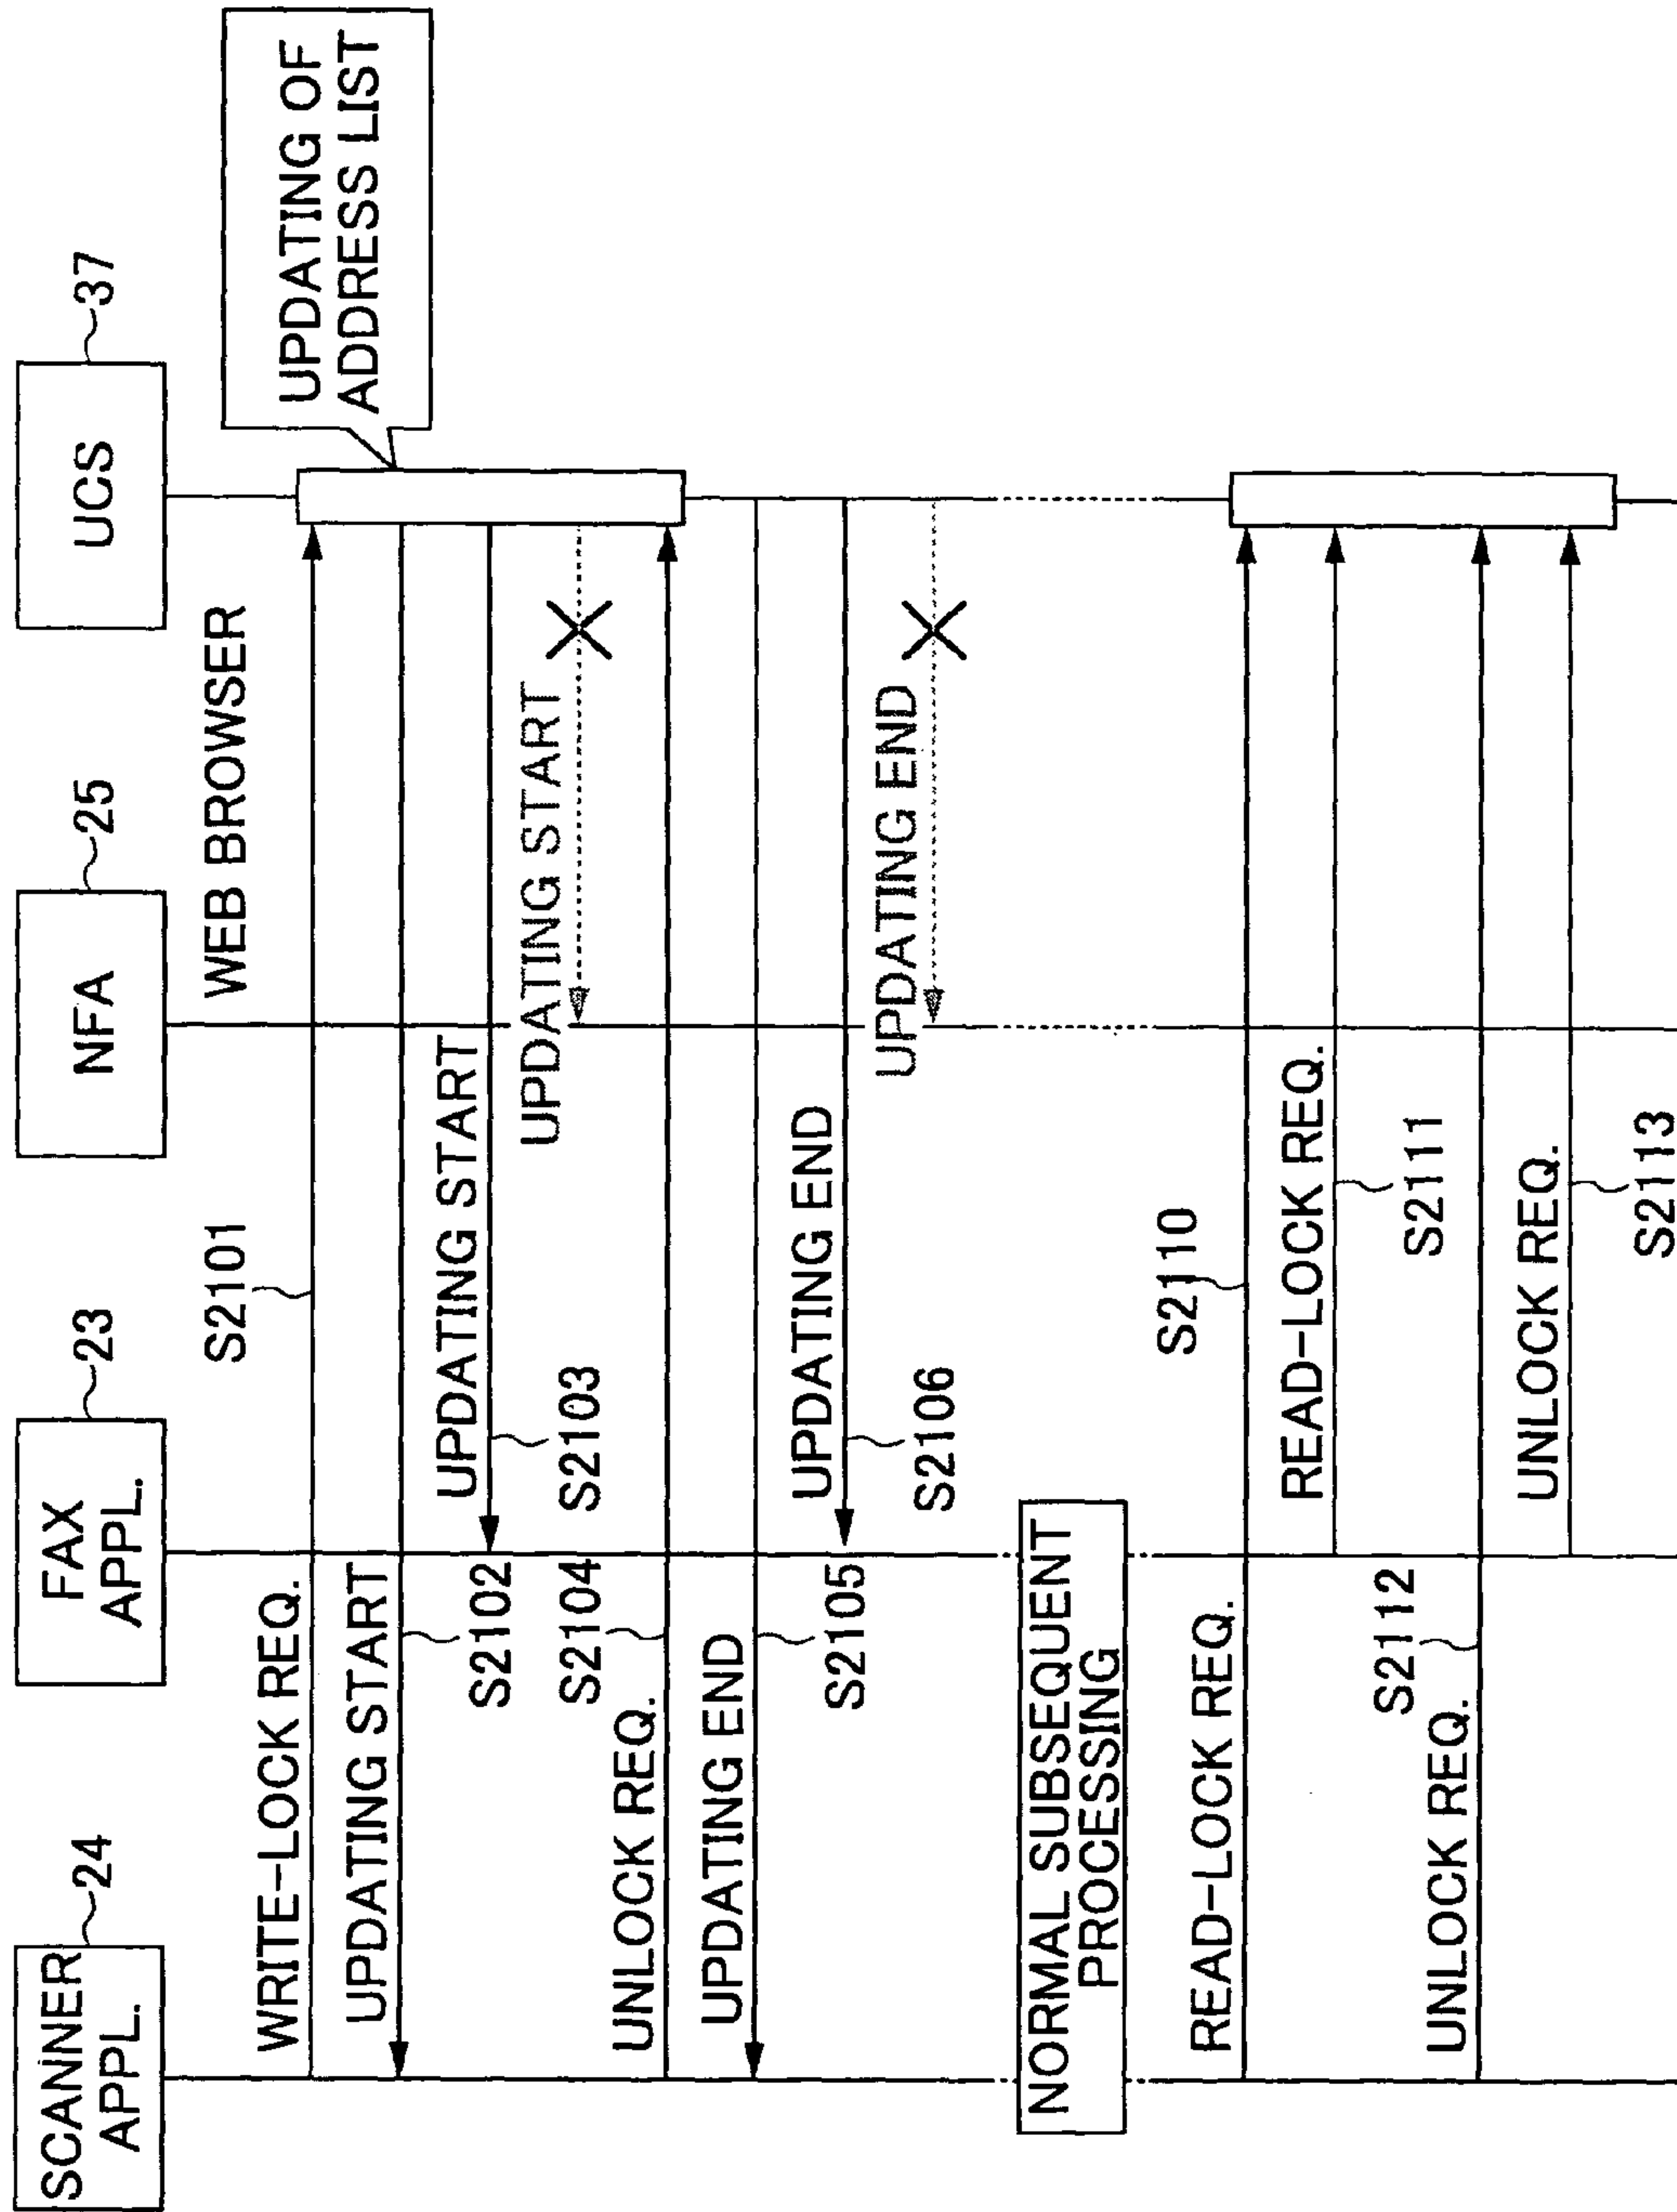 SCANNER
APPL.
24
FAX
APPL.
23
NFA
25
UCS
37
WRITE-LOCK REQ.
S2101
WEB BROWSER
UPDATING OF
ADDRESS LIST
UPDATING START
S2102
UPDATING START
S2103
UPDATING START
UNLOCK REQ.
S2104
UPDATING END
S2105
UPDATING END
S2106
UPDATING END
NORMAL SUBSEQUENT
PROCESSING
READ-LOCK REQ.
S2110
READ-LOCK REQ.
S2111
UNLOCK REQ.
S2112
UNLOCK REQ.
S2113